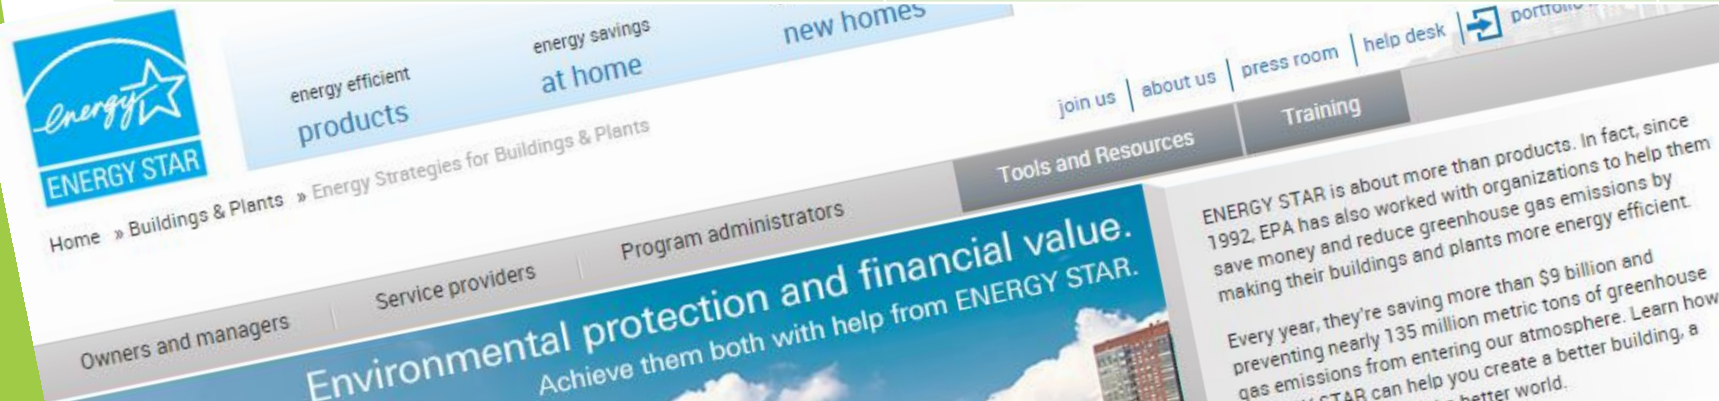 energy
ENERGY STAR
energy efficient
products
energy savings
at home
new homes
join us | about us | press room | help desk
Home » Buildings & Plants » Energy Strategies for Buildings & Plants
Owners and managers
Service providers
Program administrators
Tools and Resources
Training
Environmental protection and financial value.
Achieve them both with help from ENERGY STAR.
ENERGY STAR is about more than products. In fact, since
1992, EPA has also worked with organizations to help them
save money and reduce greenhouse gas emissions by
making their buildings and plants more energy efficient.
Every year, they're saving more than $9 billion and
preventing nearly 135 million metric tons of greenhouse
gas emissions from entering our atmosphere. Learn how
STAR can help you create a better building, a
better world.